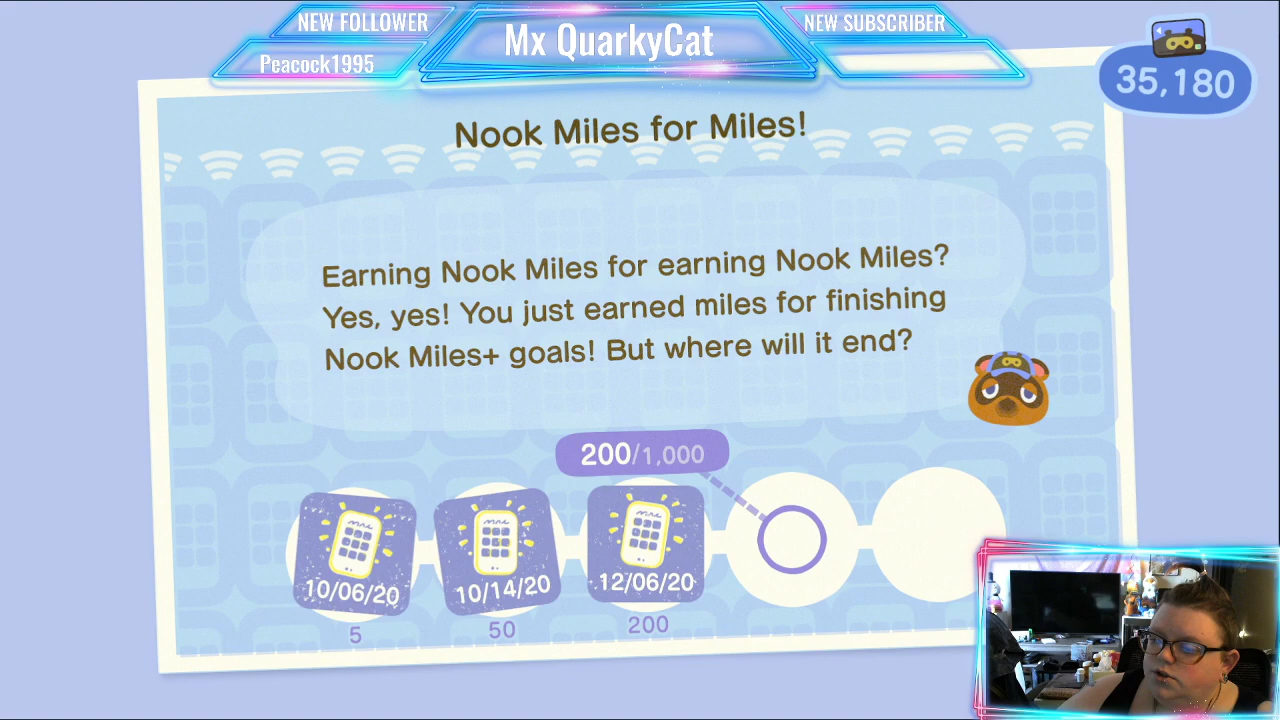 NEW FOLLOWER
Peacock1995
Mx QuarkyCat
NEW SUBSCRIBER
35,180
Nook Miles for Miles!
Earning Nook Miles for earning Nook Miles?
Yes, yes! You just earned miles for finishing
Nook Miles+ goals! But where will it end?
200/1,000
10/06/20
10/14/20
12/06/20
5
50
200